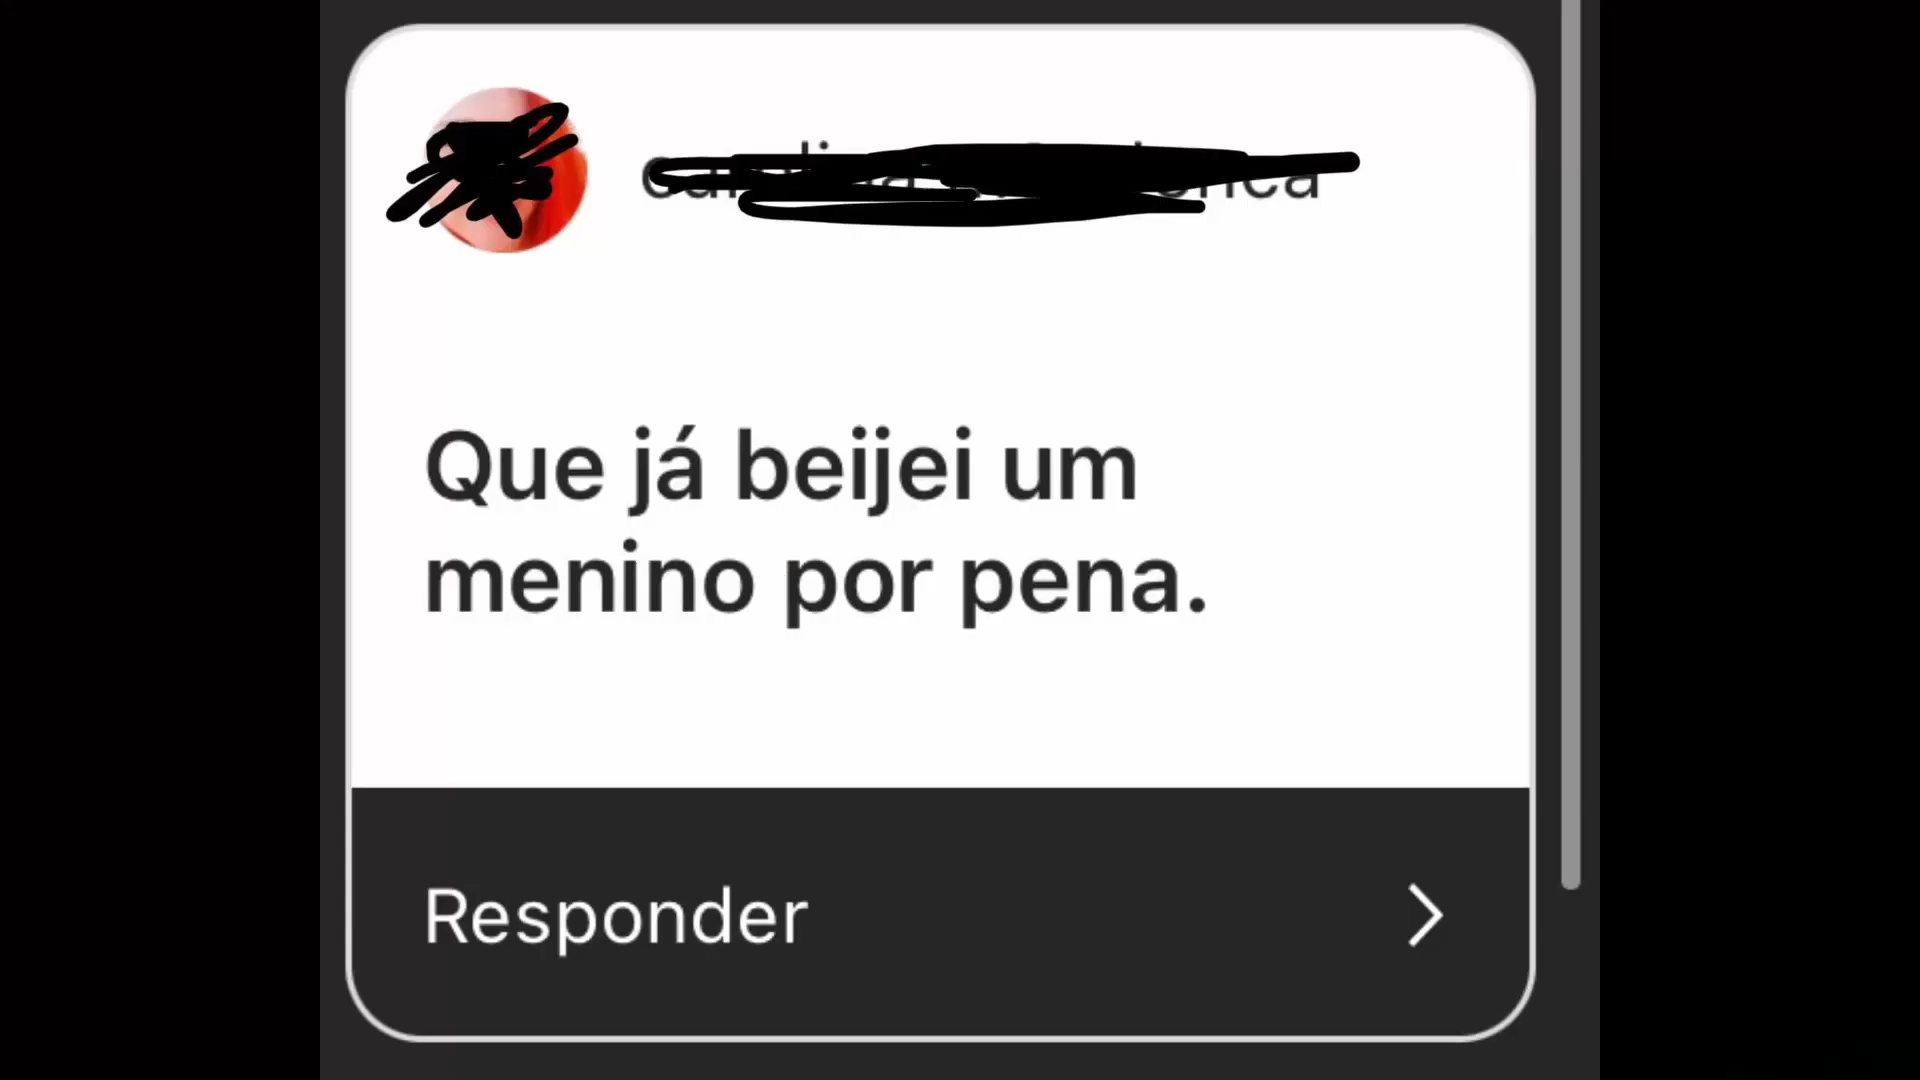 Que já beijei um
menino por pena.
Responder